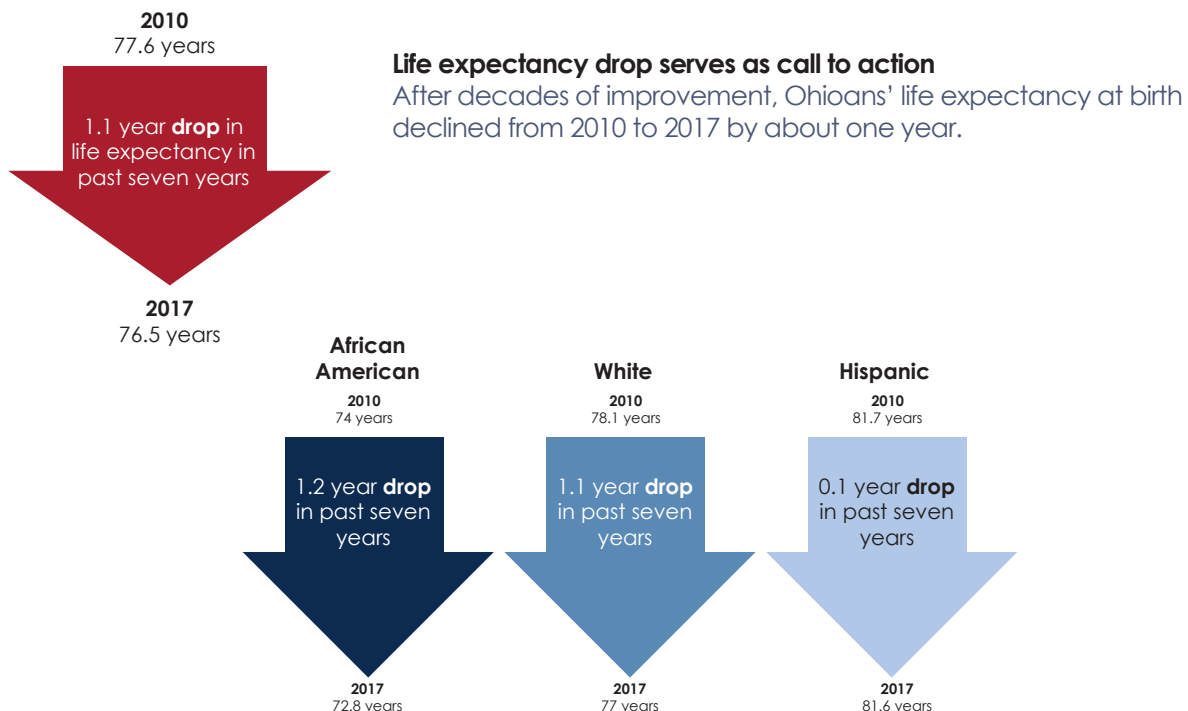 2010
77.6 years
1.1 year drop in
life expectancy in
past seven years
2017
76.5 years
Life expectancy drop serves as call to action
After decades of improvement, Ohioans’ life expectancy at birth
declined from 2010 to 2017 by about one year.
African
American
2010
74 years
1.2 year drop
in past seven
years
2017
72.8 years
White
2010
78.1 years
1.1 year drop
in past seven
years
2017
77 years
Hispanic
2010
81.7 years
0.1 year drop
in past seven
years
2017
81.6 years